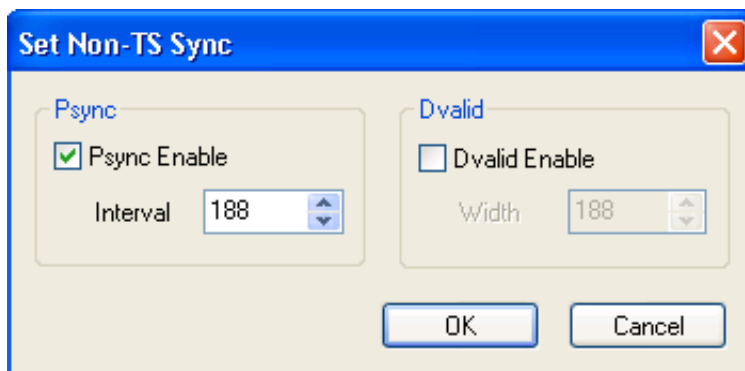 Set Non-TS Sync
Psync
Psync Enable
Interval 188
Dvalid
Dvalid Enable
Width 188
OK Cancel